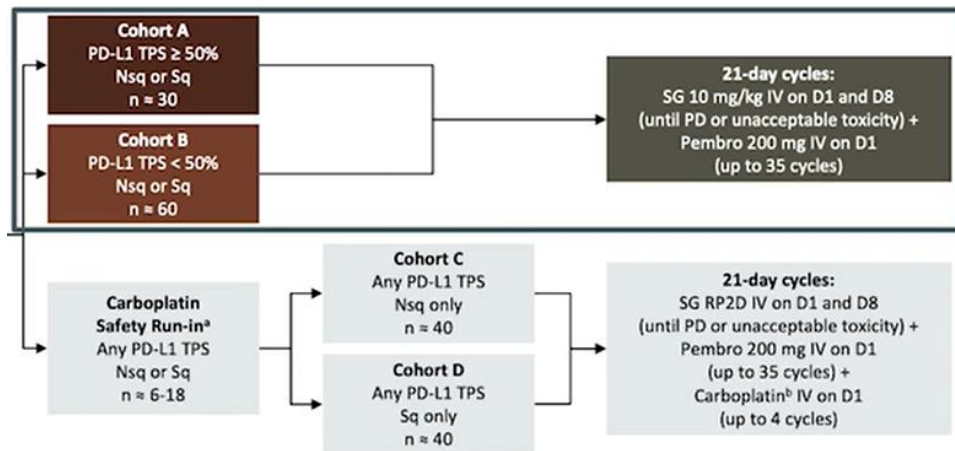 Cohort A
PD-L1 TPS ≥ 50%
Nsq or Sq
n ≈ 30
Cohort B
PD-L1 TPS < 50%
Nsq or Sq
n ≈ 60
21-day cycles:
SG 10 mg/kg IV on D1 and D8
(until PD or unacceptable toxicity) +
Pembro 200 mg IV on D1
(up to 35 cycles)
Carboplatin
Safety Run-inᵃ
Any PD-L1 TPS
Nsq or Sq
n ≈ 6-18
Cohort C
Any PD-L1 TPS
Nsq only
n ≈ 40
Cohort D
Any PD-L1 TPS
Sq only
n ≈ 40
21-day cycles:
SG RP2D IV on D1 and D8
(until PD or unacceptable toxicity) +
Pembro 200 mg IV on D1
(up to 35 cycles) +
Carboplatinᵇ IV on D1
(up to 4 cycles)